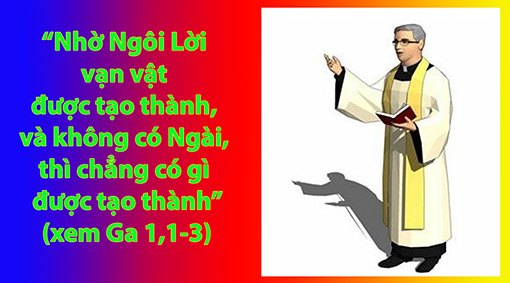 “Nhờ Ngôi Lời
vạn vật
được tạo thành,
và không có Ngài,
thì chẳng có gì
được tạo thành”
(xem Ga 1,1-3)